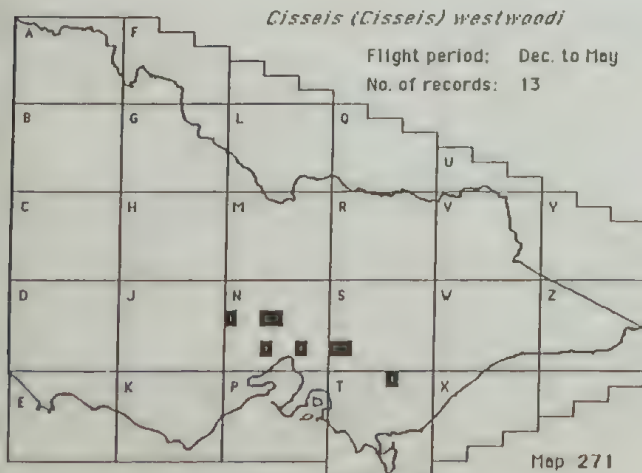 Cisseis (Cisseis) westwoodi
Flight period: Dec. to May
No. of records: 13
A F
B G L Q
U
C H M R V Y
D J N S W Z
E K P T X
Map 271